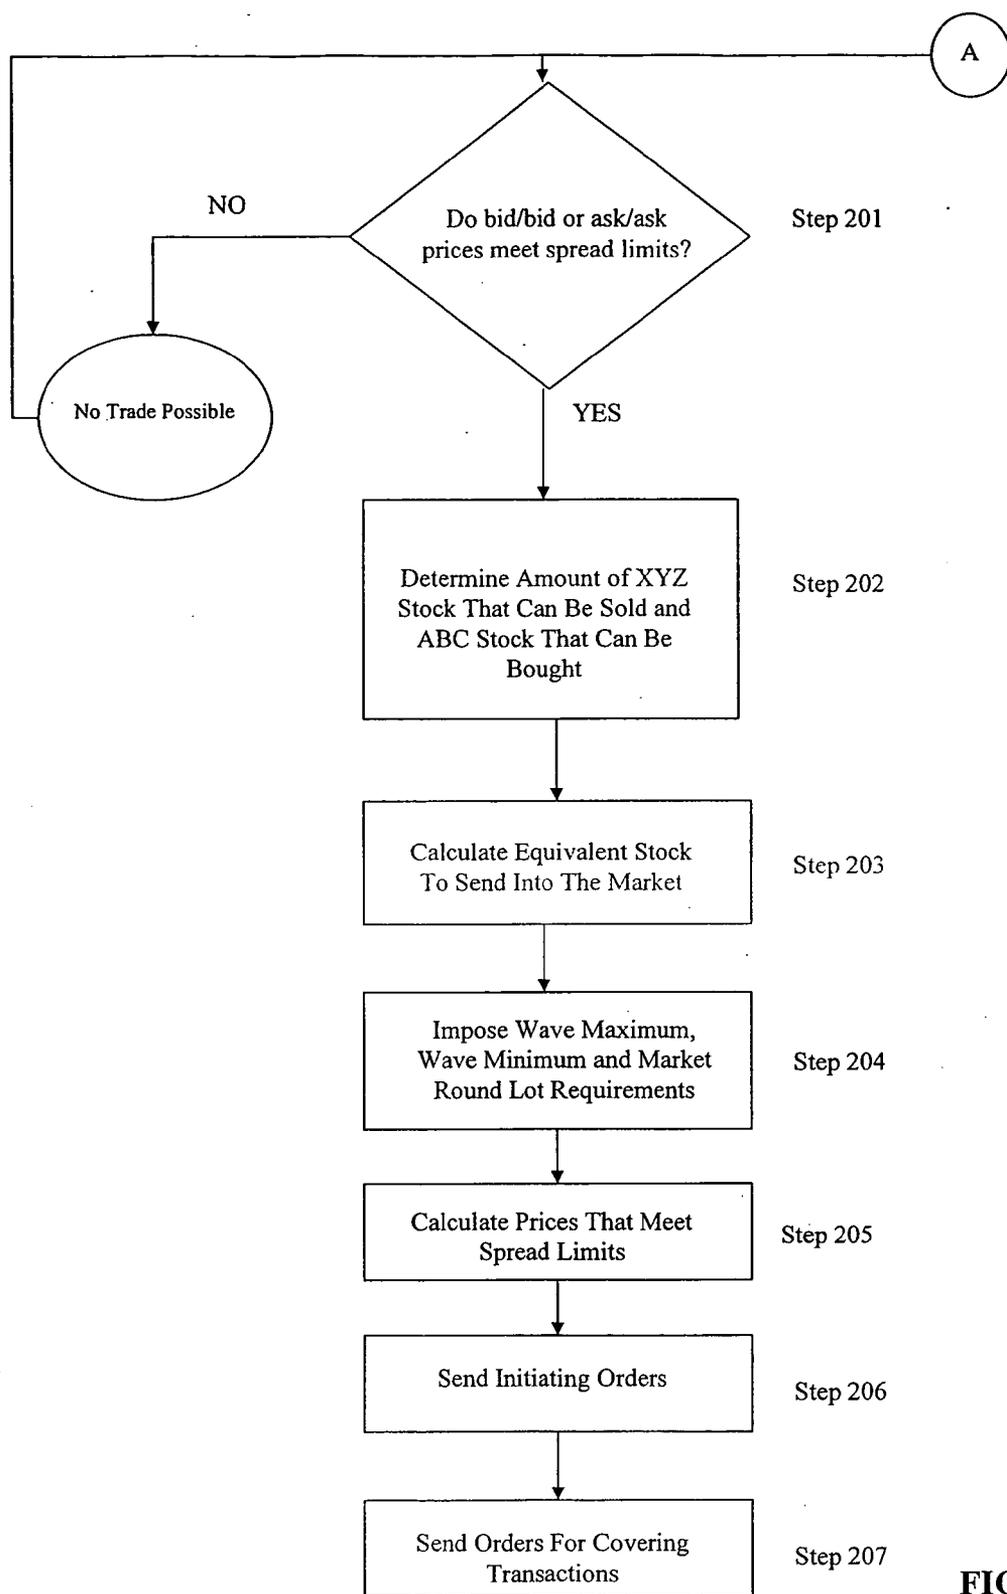 A
NO
Do bid/bid or ask/ask
prices meet spread limits?
Step 201
No Trade Possible
YES
Determine Amount of XYZ
Stock That Can Be Sold and
ABC Stock That Can Be
Bought
Step 202
Calculate Equivalent Stock
To Send Into The Market
Step 203
Impose Wave Maximum,
Wave Minimum and Market
Round Lot Requirements
Step 204
Calculate Prices That Meet
Spread Limits
Step 205
Send Initiating Orders
Step 206
Send Orders For Covering
Transactions
Step 207